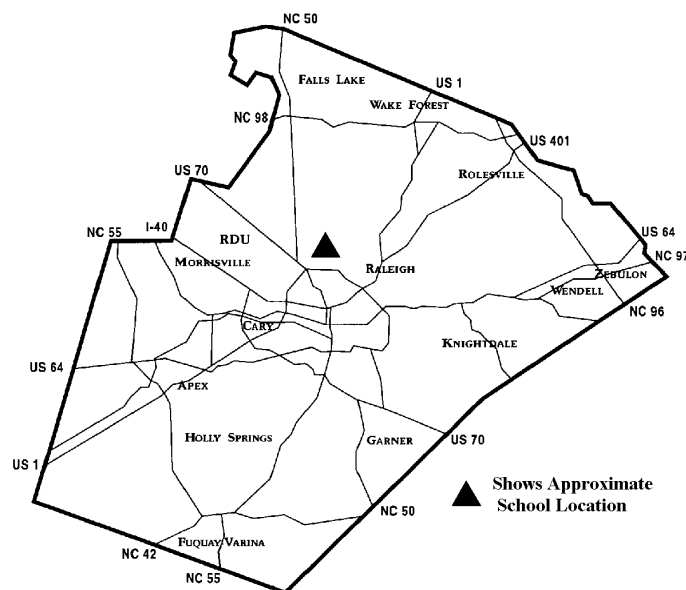 NC 50
FALLS LAKE
US 1
WAKE FOREST
NC 98
US 401
US 70
ROLESVILLE
NC 55
I-40
RDU
US 64
MORRISVILLE
RALEIGH
NC 97
ZEBULON
WENDELL
NC 96
CARY
KNIGHTDALE
US 64
APEX
HOLLY SPRINGS
GARNER
US 70
US 1
Shows Approximate
School Location
NC 50
FUQUAY VARINA
NC 42
NC 55